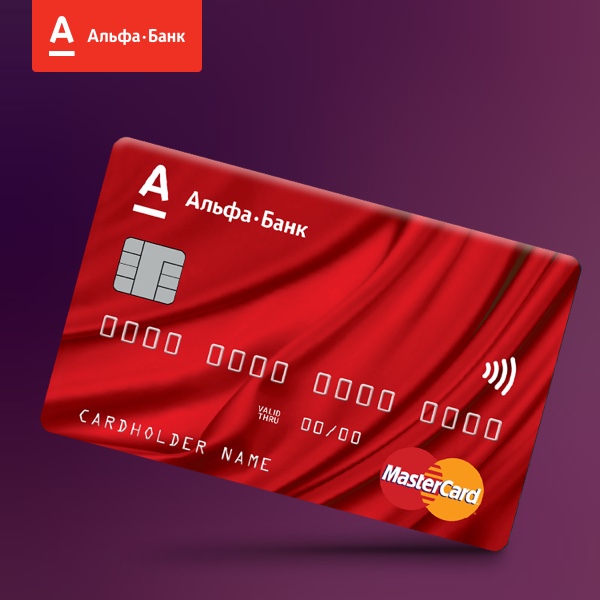 А Альфа·Банк
А Альфа·Банк
0000 0000 0000 0000
VALID
THRU 00/00
CARDHOLDER NAME
MasterCard